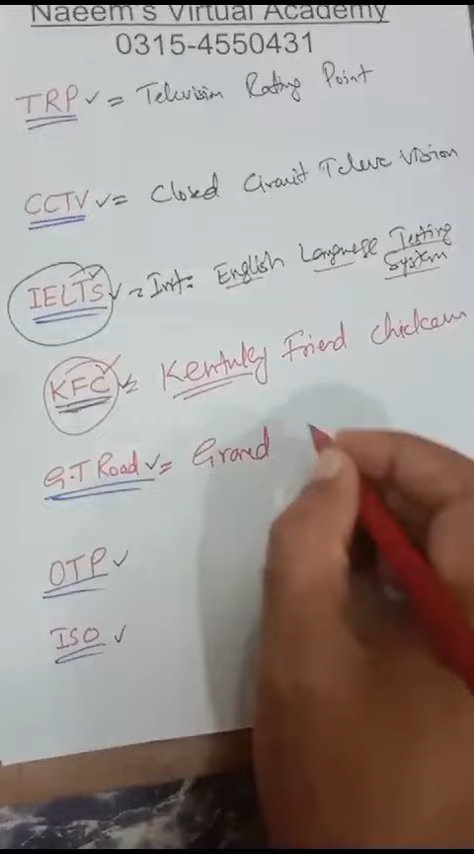 Naeem's Virtual Academy
0315-4550431
TRP ✓ = Television Rating Point
CCTV ✓ = Closed Circuit Television
IELTS ✓ = Int: English Language Testing System
KFC ✓ = Kentuky Friend Chicken
G.T Road ✓ = Grand
OTP ✓
ISO ✓